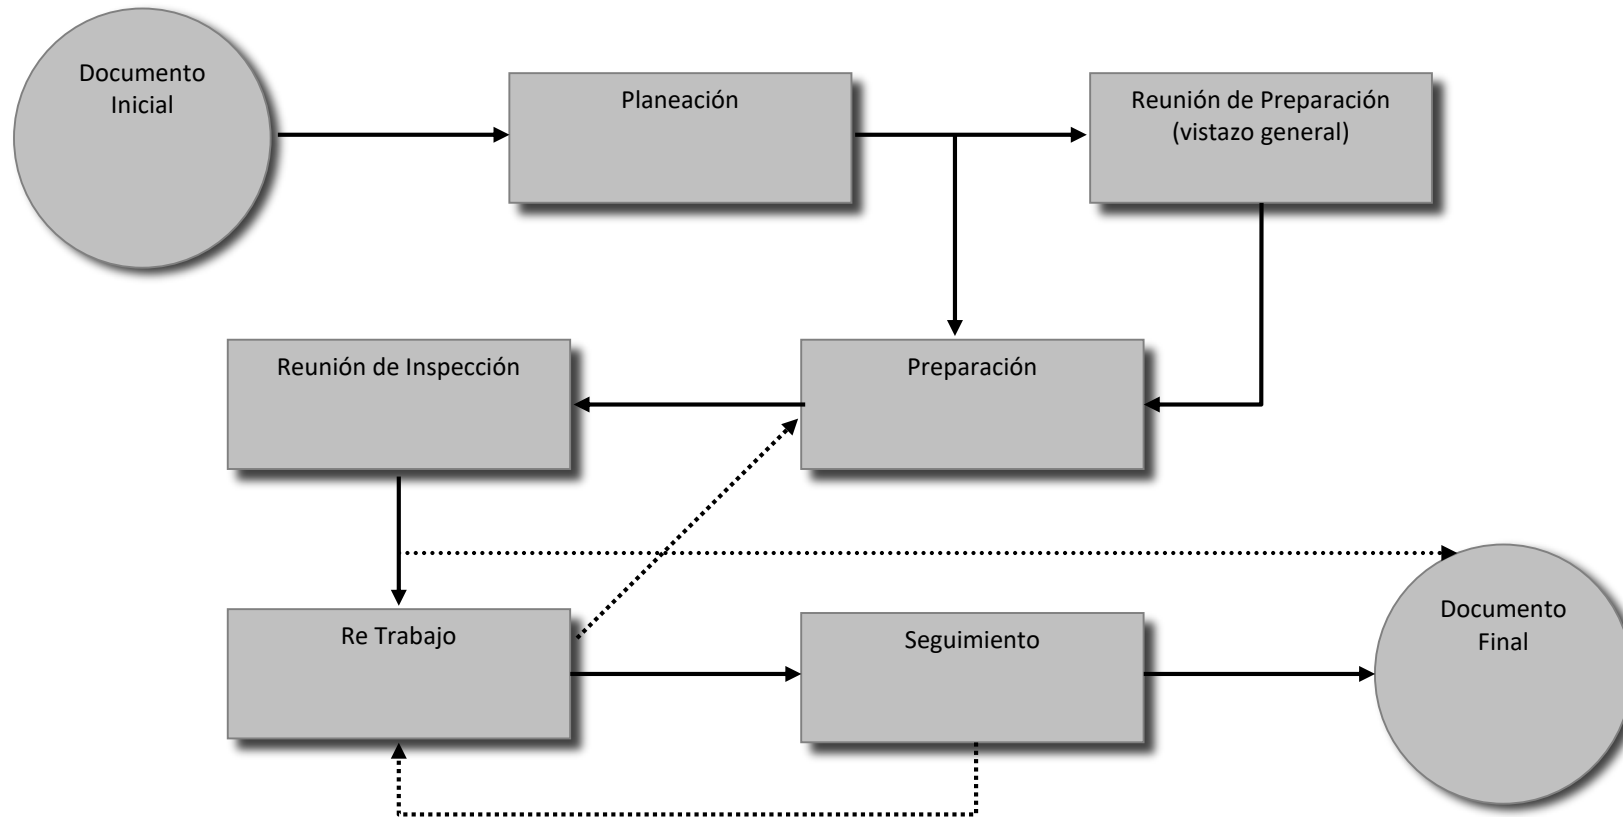 Documento
Inicial
Planeación
Reunión de Preparación
(vistazo general)
Reunión de Inspección
Preparación
Re Trabajo
Seguimiento
Documento
Final